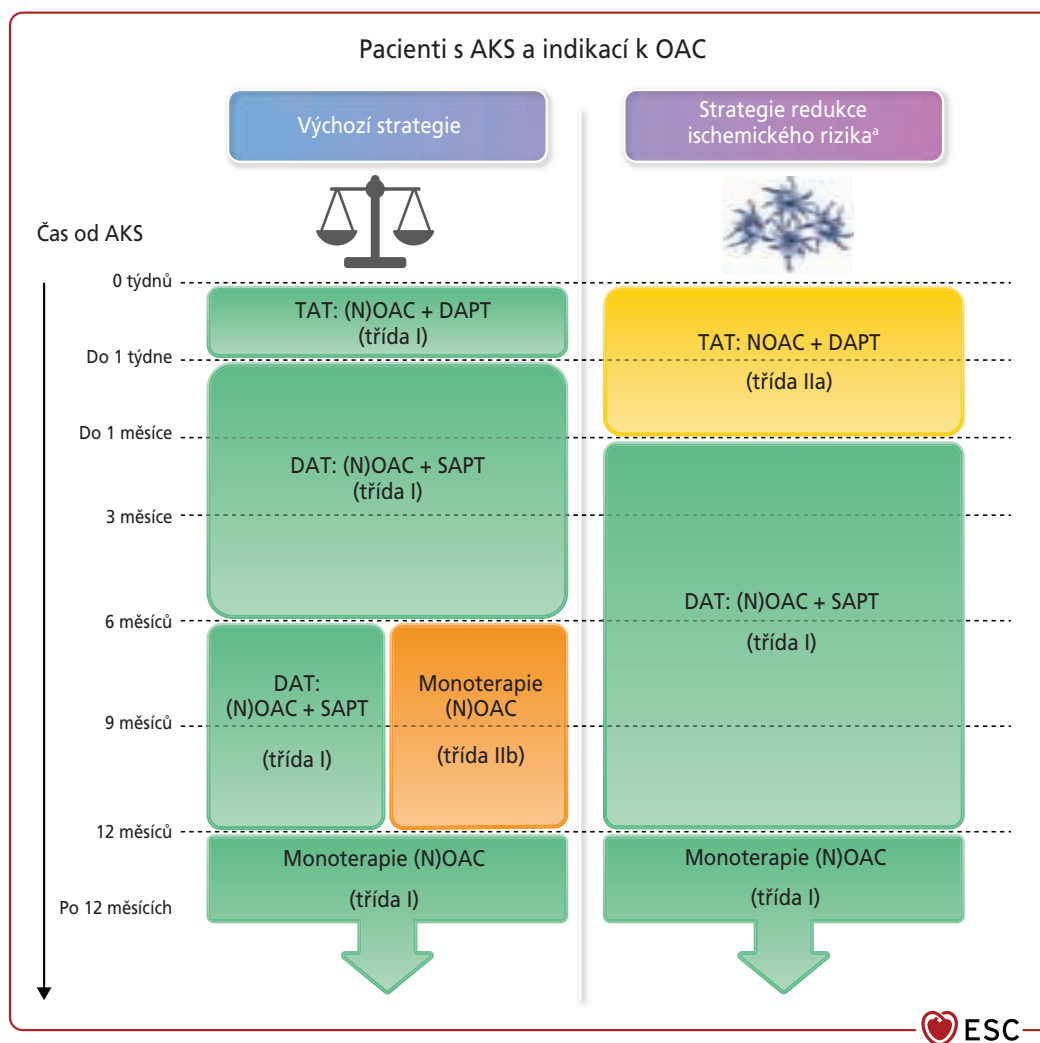 Pacienti s AKS a indikací k OAC
Výchozí strategie
Strategie redukce
ischemického rizikaᵃ
Čas od AKS
0 týdnů
TAT: (N)OAC + DAPT
(třída I)
TAT: NOAC + DAPT
(třída IIa)
Do 1 týdne
Do 1 měsíce
DAT: (N)OAC + SAPT
(třída I)
3 měsíce
DAT: (N)OAC + SAPT
(třída I)
6 měsíců
DAT:
(N)OAC + SAPT
(třída I)
Monoterapie
(N)OAC
(třída IIb)
9 měsíců
12 měsíců
Monoterapie (N)OAC
(třída I)
Monoterapie (N)OAC
(třída I)
Po 12 měsících
ESC